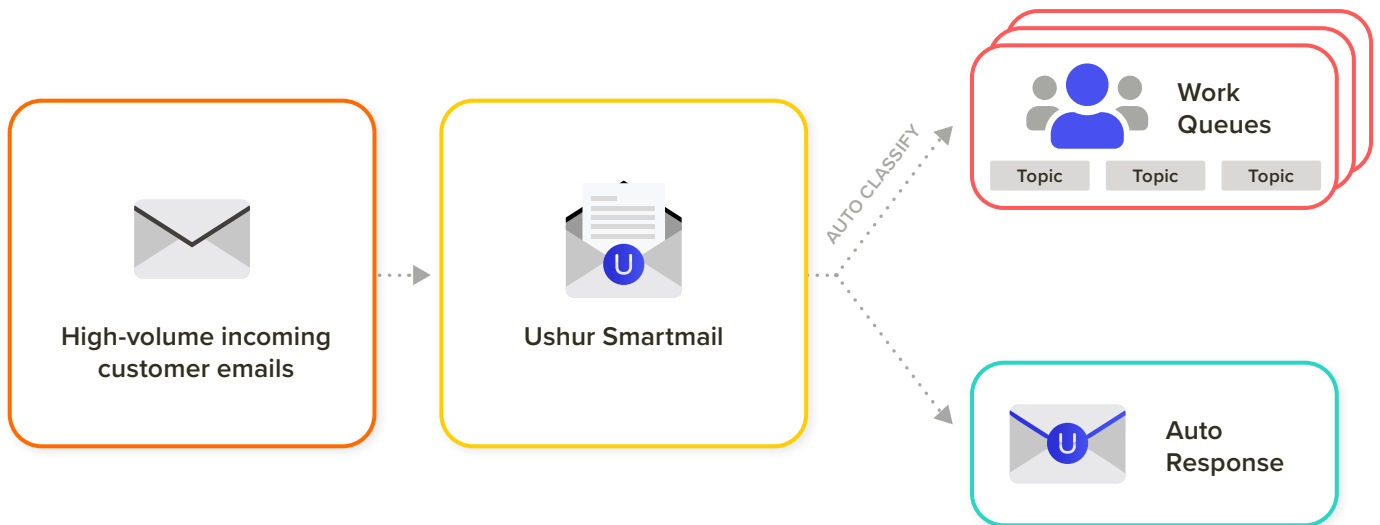 High-volume incoming
customer emails
U
Ushur Smartmail
AUTO CLASSIFY
Work
Queues
Topic Topic Topic
U
Auto
Response